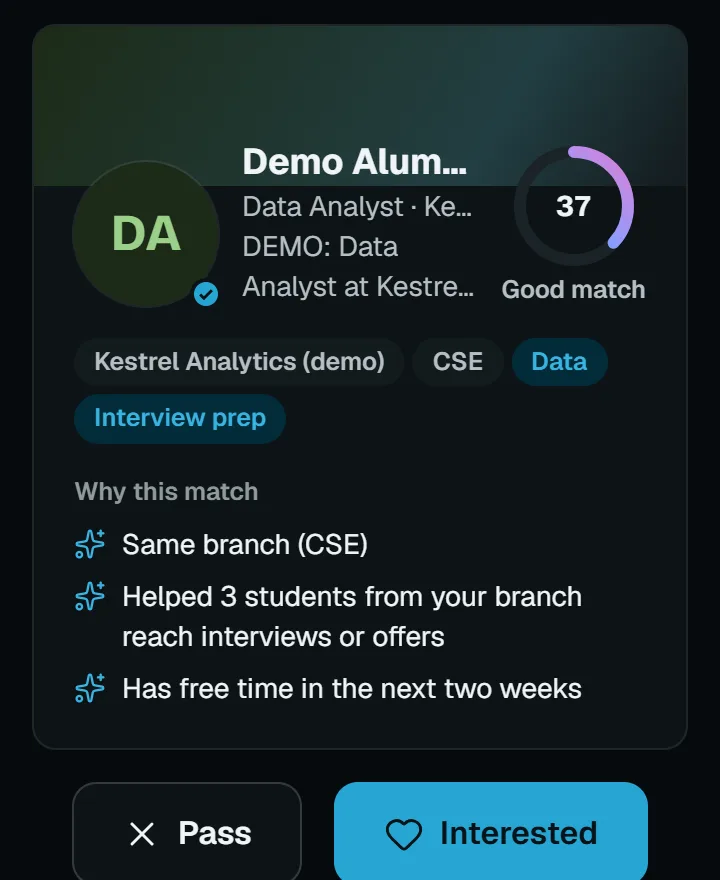 DA
Demo Alum...
Data Analyst · Ke...
DEMO: Data
Analyst at Kestre...
37
Good match
Kestrel Analytics (demo)
CSE
Data
Interview prep
Why this match
Same branch (CSE)
Helped 3 students from your branch
reach interviews or offers
Has free time in the next two weeks
Pass
Interested